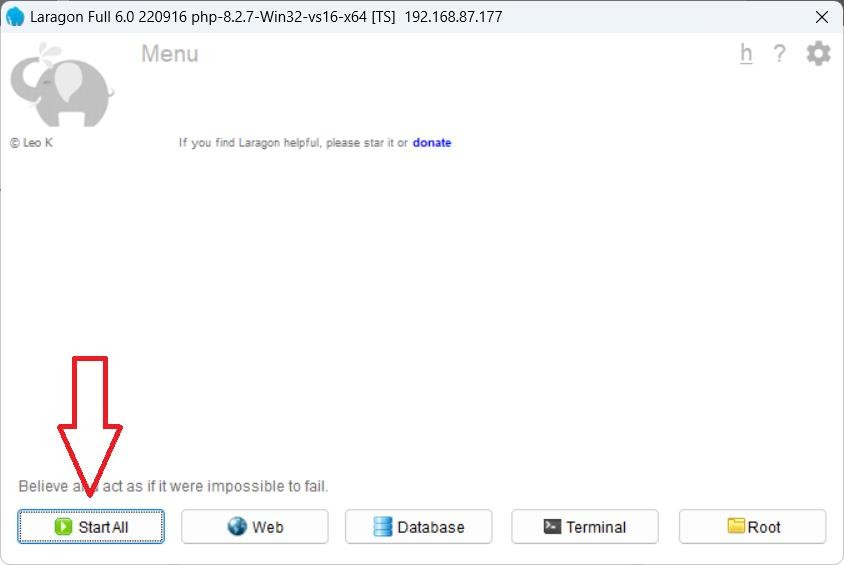 Laragon Full 6.0 220916 php-8.2.7-Win32-vs16-x64 [TS] 192.168.87.177
Menu
h ?
© Leo K
If you find Laragon helpful, please star it or donate
Believe and act as if it were impossible to fail.
Start All
Web
Database
Terminal
Root